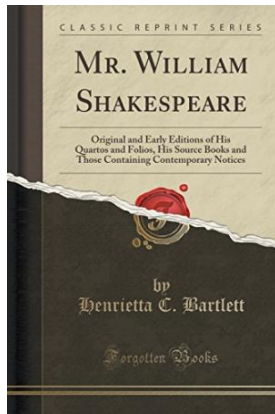 CLASSIC REPRINT SERIES
MR. WILLIAM
SHAKESPEARE
Original and Early Editions of His
Quartos and Folios, His Source Books and
Those Containing Contemporary Notices
by
Henrietta C. Bartlett
Forgotten Books